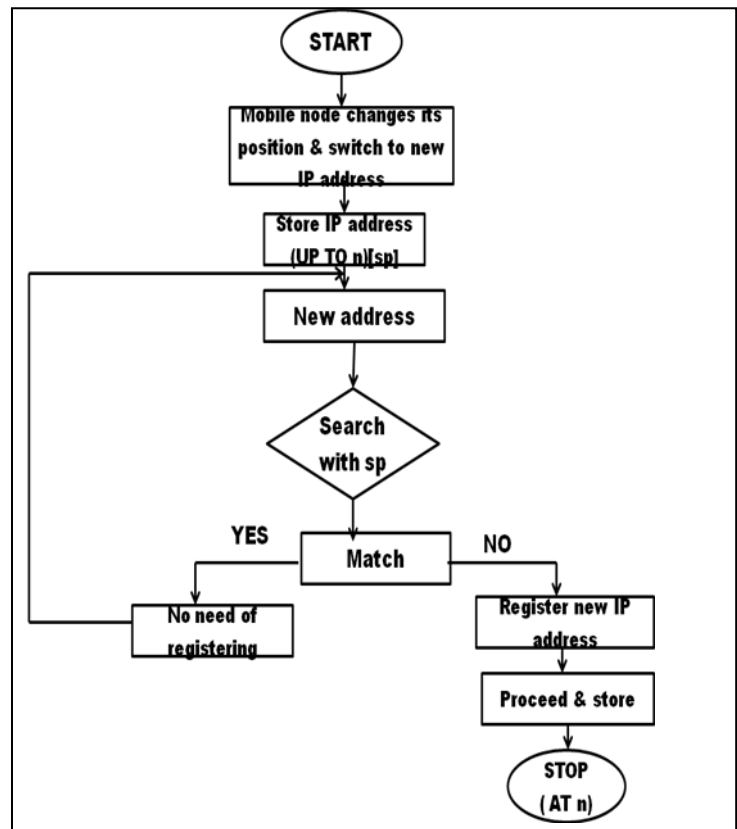 START
Mobile node changes its
position & switch to new
IP address
Store IP address
(UP TO n)[sp]
New address
Search
with sp
YES
Match
NO
No need of
registering
Register new IP
address
Proceed & store
STOP
( AT n)